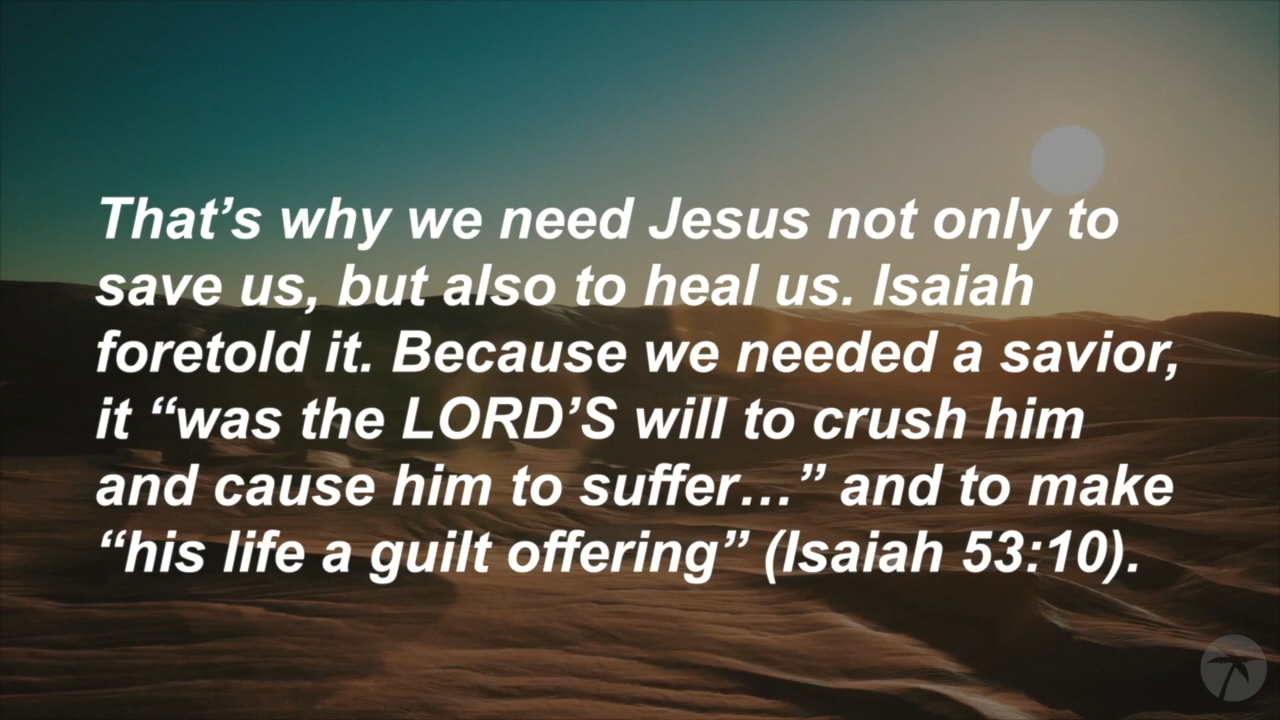 That’s why we need Jesus not only to
save us, but also to heal us. Isaiah
foretold it. Because we needed a savior,
it “was the LORD’S will to crush him
and cause him to suffer…” and to make
“his life a guilt offering” (Isaiah 53:10).